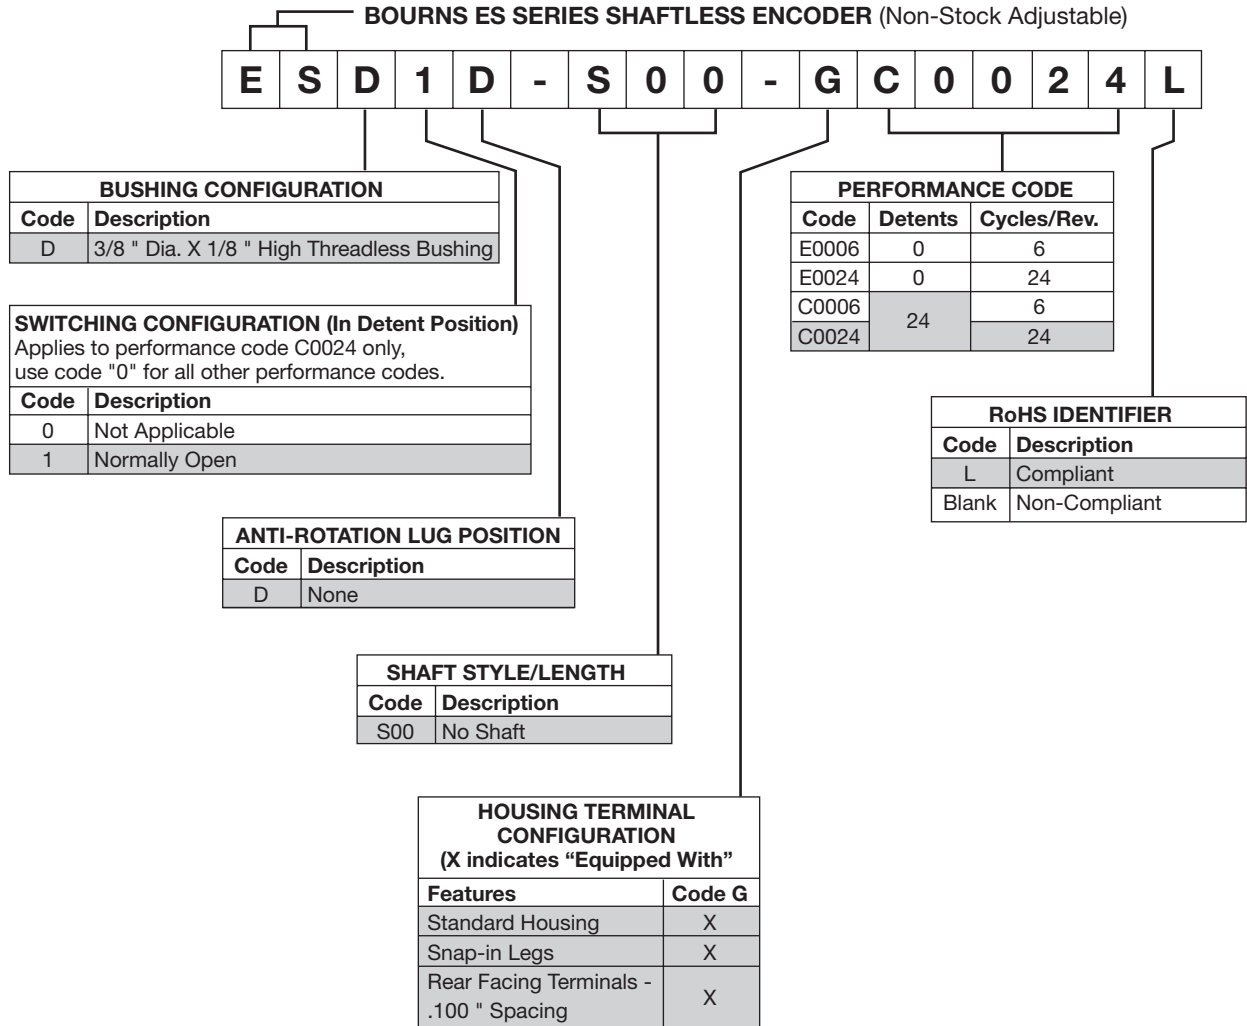 BOURNS ES SERIES SHAFTLESS ENCODER (Non-Stock Adjustable)
E S D 1 D - S 0 0 - G C 0 0 2 4 L
BUSHING CONFIGURATION
Code Description
D 3/8 " Dia. X 1/8 " High Threadless Bushing
SWITCHING CONFIGURATION (In Detent Position)
Applies to performance code C0024 only,
use code "0" for all other performance codes.
Code Description
0 Not Applicable
1 Normally Open
ANTI-ROTATION LUG POSITION
Code Description
D None
SHAFT STYLE/LENGTH
Code Description
S00 No Shaft
HOUSING TERMINAL
CONFIGURATION
(X indicates “Equipped With”
Features Code G
Standard Housing X
Snap-in Legs X
Rear Facing Terminals -
.100 " Spacing X
PERFORMANCE CODE
Code Detents Cycles/Rev.
E0006 0 6
E0024 0 24
C0006 24 6
C0024 24
RoHS IDENTIFIER
Code Description
L Compliant
Blank Non-Compliant